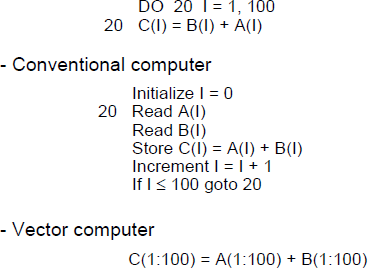 DO 20 I = 1, 100
20 C(I) = B(I) + A(I)
- Conventional computer
Initialize I = 0
20 Read A(I)
Read B(I)
Store C(I) = A(I) + B(I)
Increment I = I + 1
If I ≤ 100 goto 20
- Vector computer
C(1:100) = A(1:100) + B(1:100)